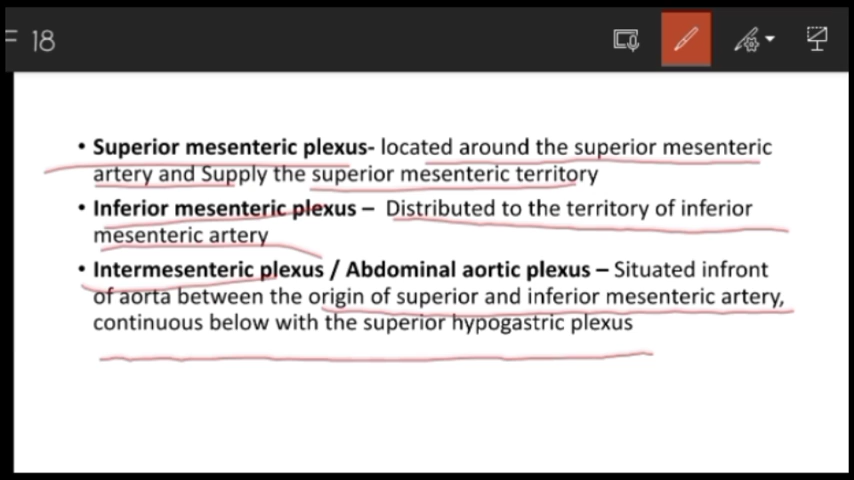 F 18
• Superior mesenteric plexus- located around the superior mesenteric
artery and Supply the superior mesenteric territory
• Inferior mesenteric plexus – Distributed to the territory of inferior
mesenteric artery
• Intermesenteric plexus / Abdominal aortic plexus – Situated infront
of aorta between the origin of superior and inferior mesenteric artery,
continuous below with the superior hypogastric plexus